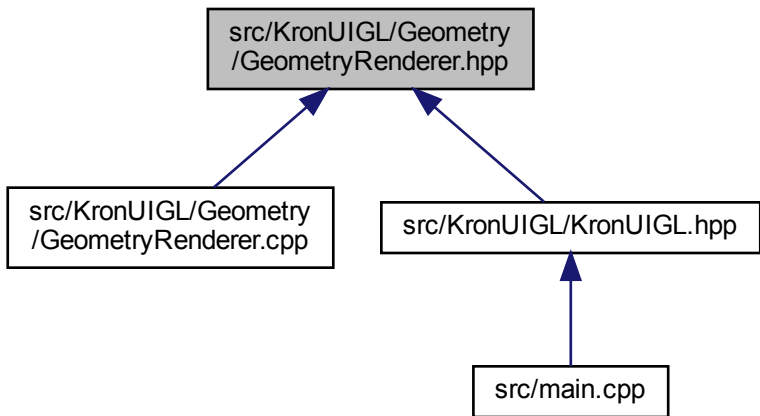 src/KronUIGL/Geometry
/GeometryRenderer.hpp
src/KronUIGL/Geometry
/GeometryRenderer.cpp
src/KronUIGL/KronUIGL.hpp
src/main.cpp